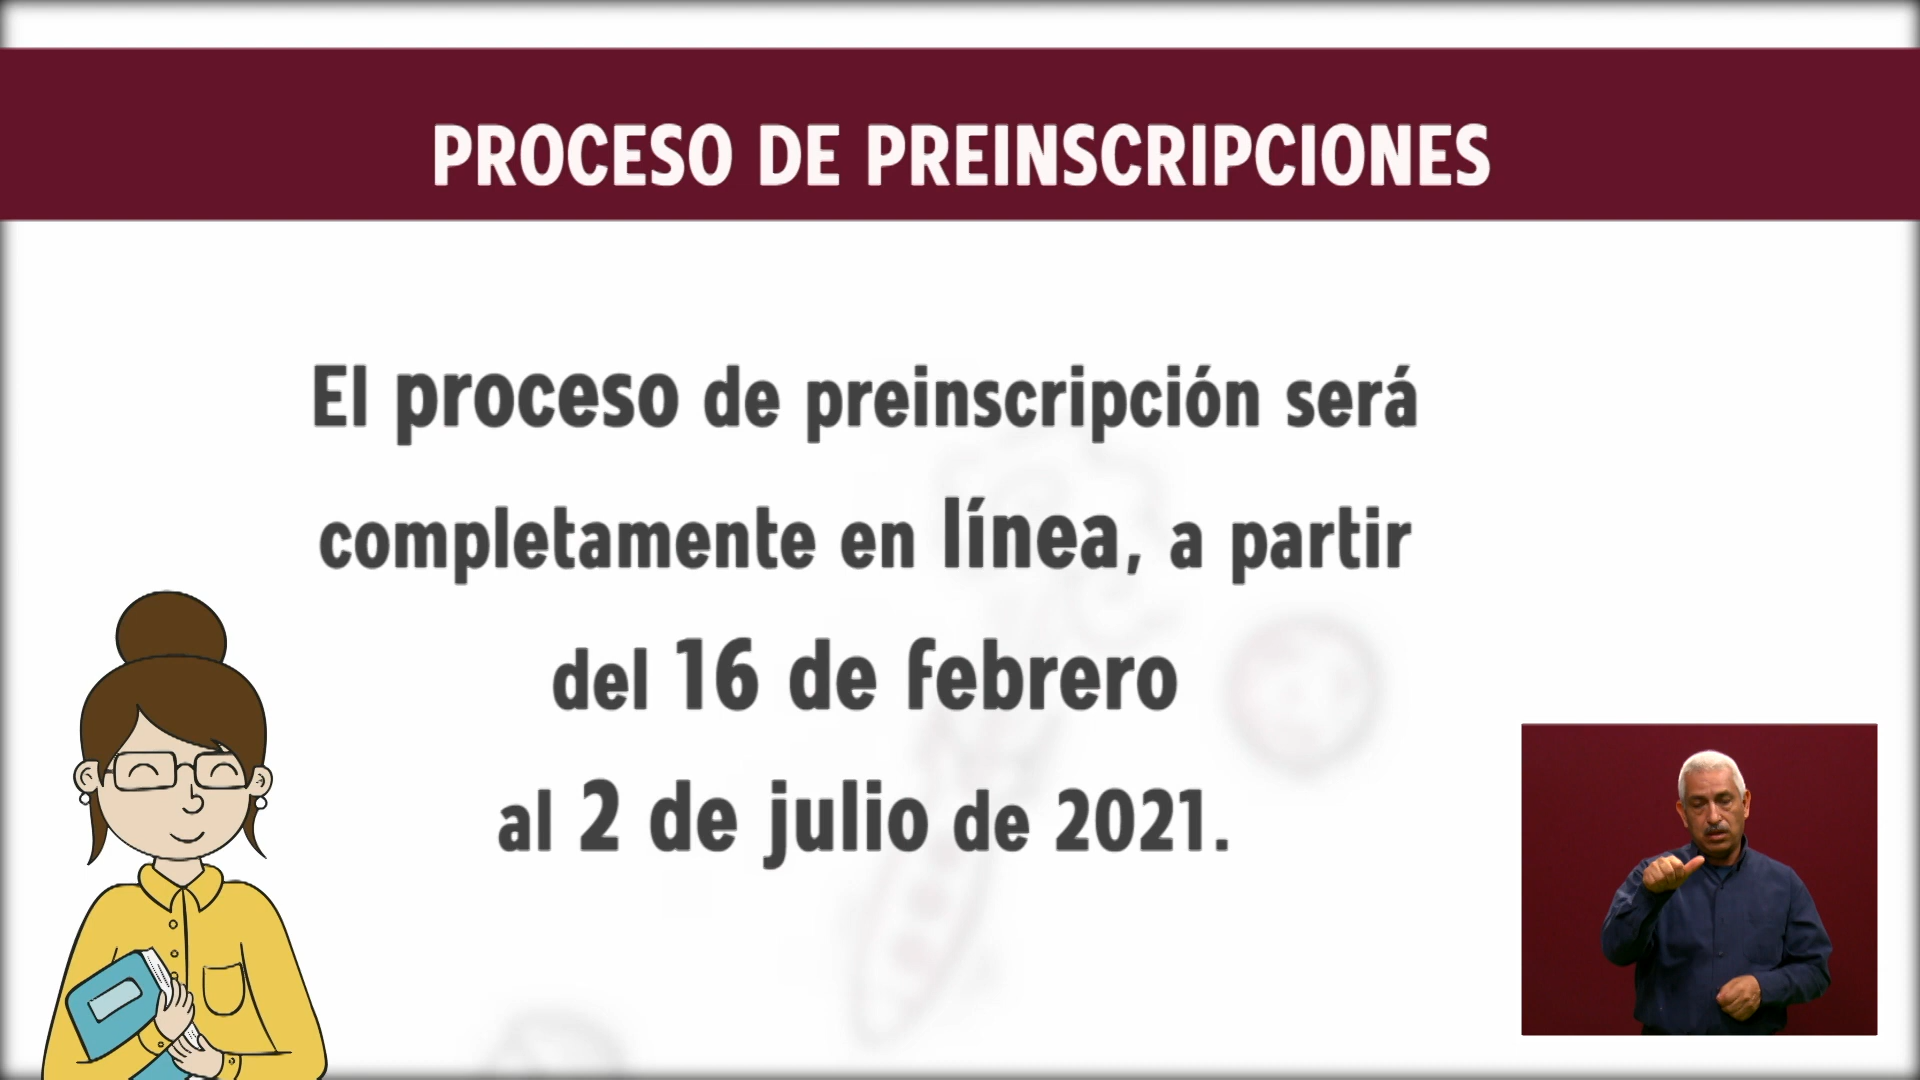 PROCESO DE PREINSCRIPCIONES
El proceso de preinscripción será
completamente en línea, a partir
del 16 de febrero
al 2 de julio de 2021.